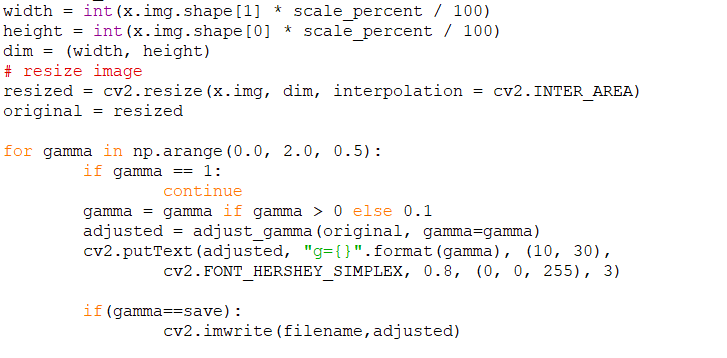 width = int(x.img.shape[1] * scale_percent / 100)
height = int(x.img.shape[0] * scale_percent / 100)
dim = (width, height)
# resize image
resized = cv2.resize(x.img, dim, interpolation = cv2.INTER_AREA)
original = resized

for gamma in np.arange(0.0, 2.0, 0.5):
        if gamma == 1:
                continue
        gamma = gamma if gamma > 0 else 0.1
        adjusted = adjust_gamma(original, gamma=gamma)
        cv2.putText(adjusted, "g={}".format(gamma), (10, 30),
                cv2.FONT_HERSHEY_SIMPLEX, 0.8, (0, 0, 255), 3)

        if(gamma==save):
                cv2.imwrite(filename,adjusted)